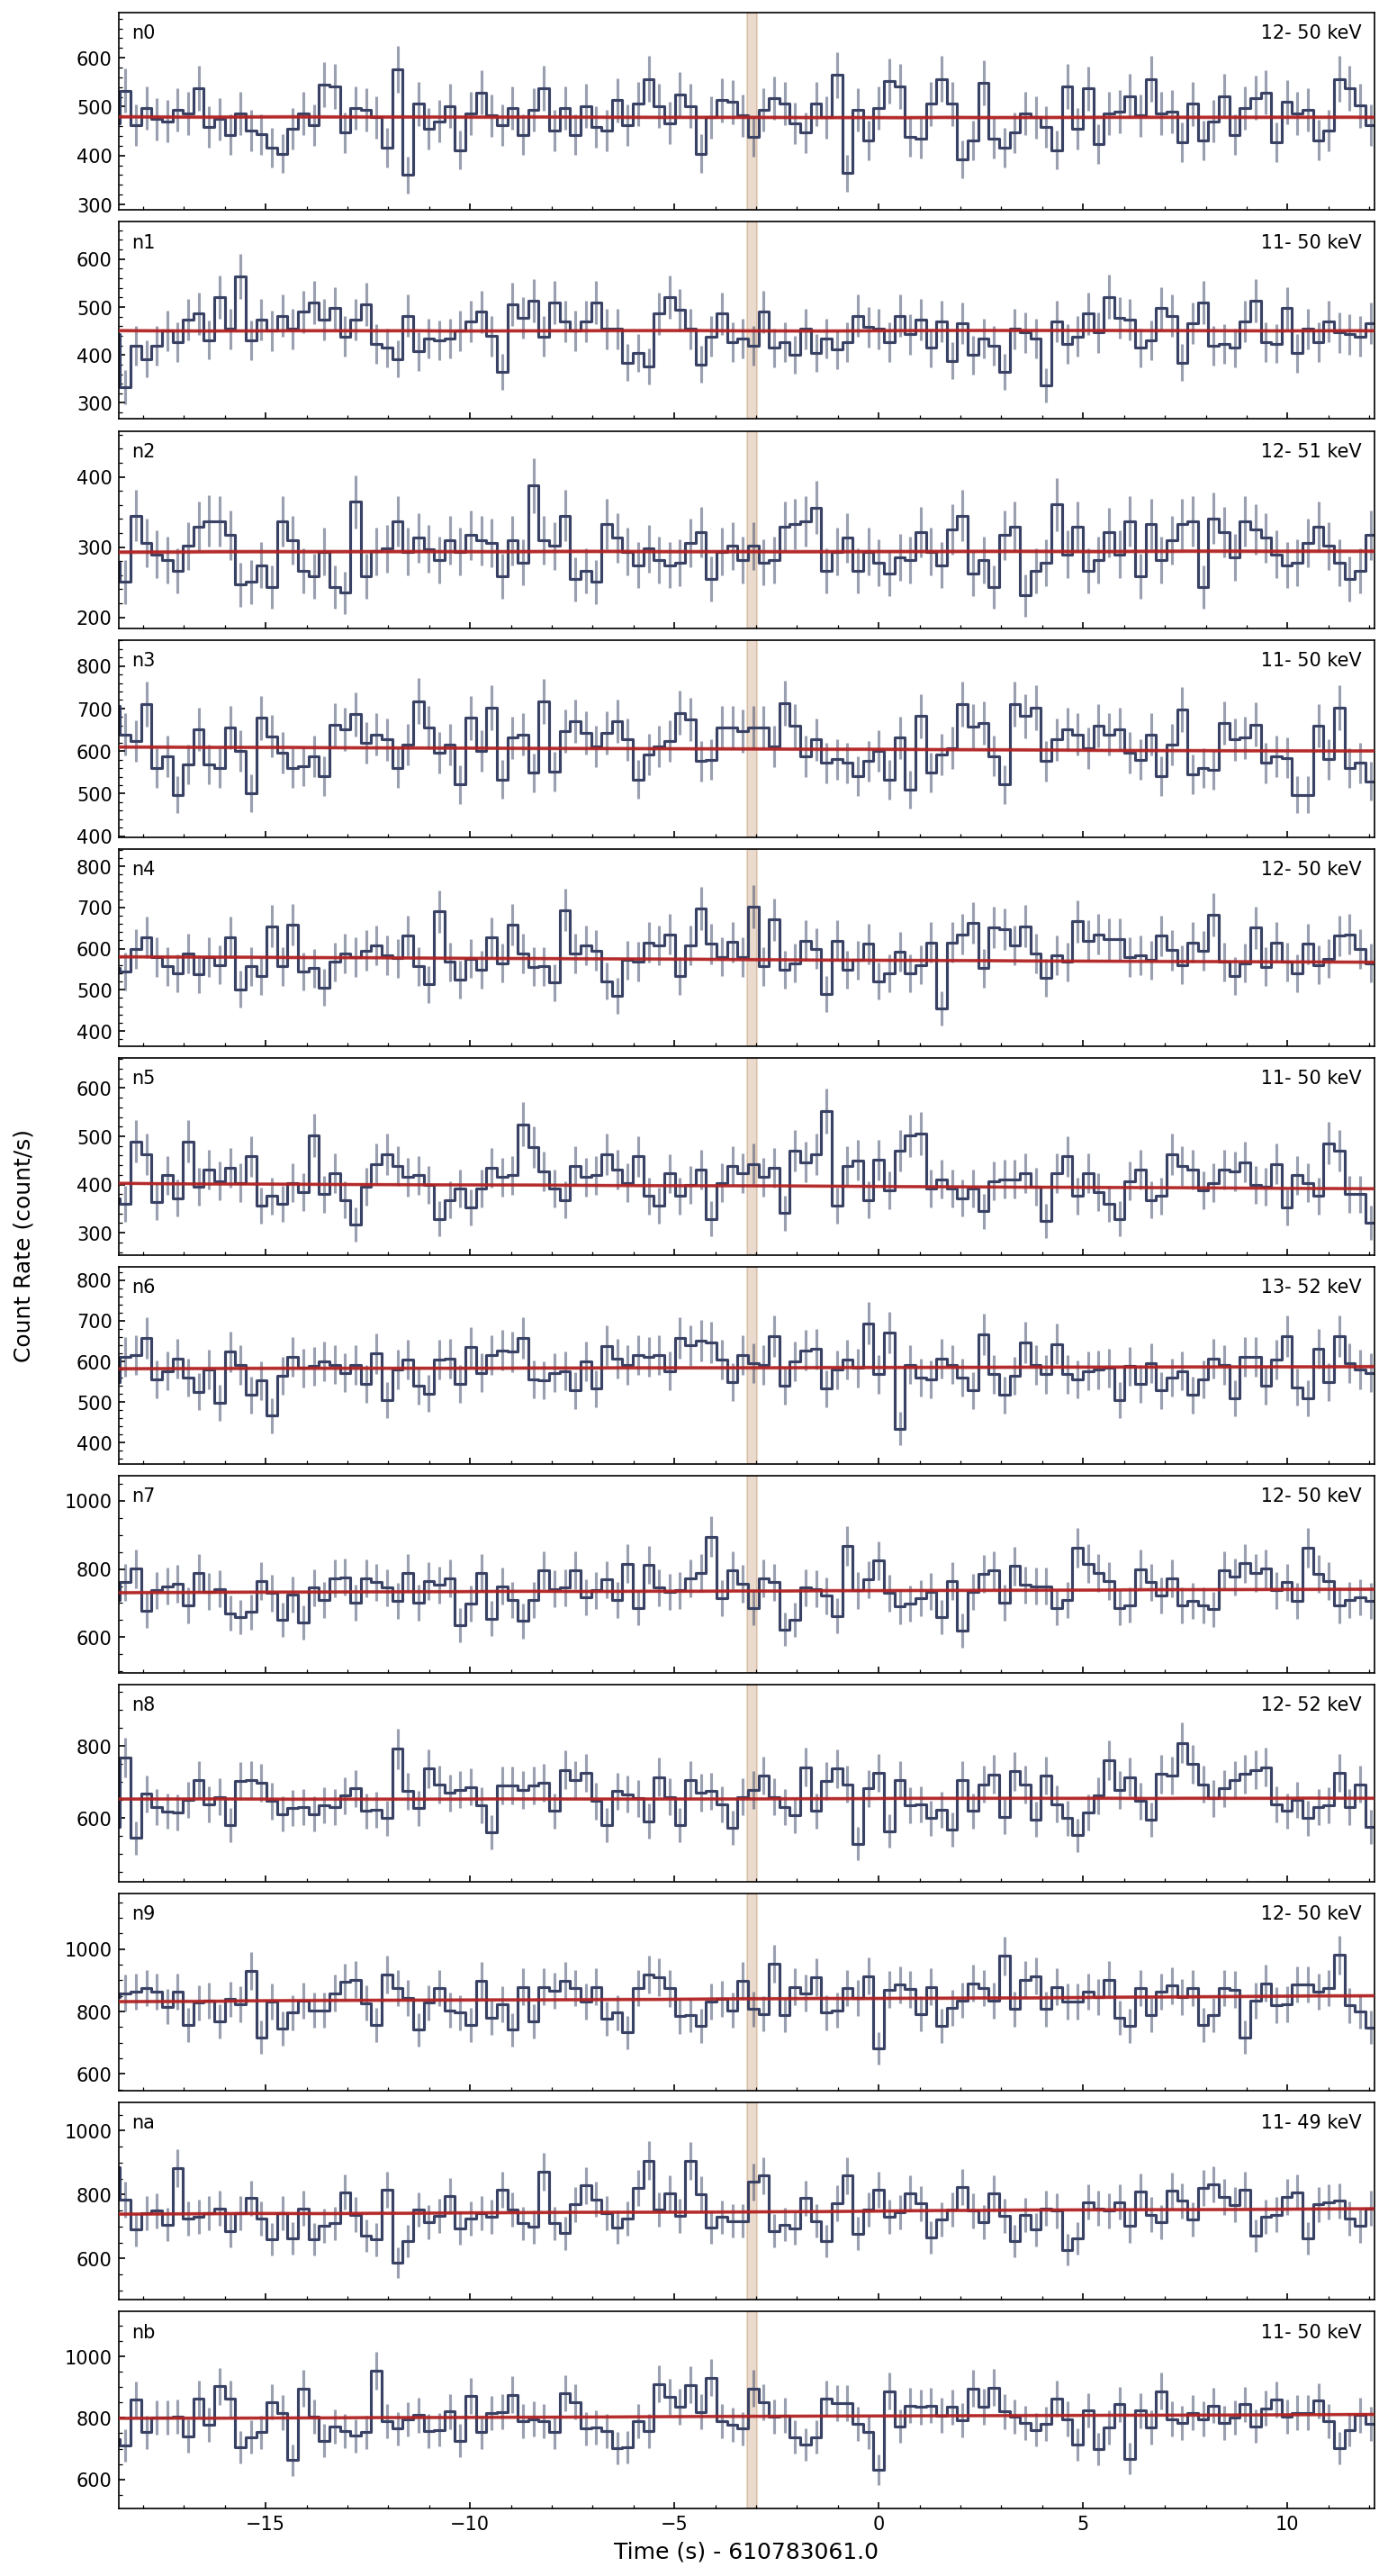 n0 12- 50 keV
600
500
400
300
n1 11- 50 keV
600
500
400
300
n2 12- 51 keV
400
300
200
n3 11- 50 keV
800
700
600
500
400
n4 12- 50 keV
800
700
600
500
400
n5 11- 50 keV
600
500
400
300
Count Rate (count/s)
n6 13- 52 keV
800
700
600
500
400
n7 12- 50 keV
1000
800
600
n8 12- 52 keV
800
600
n9 12- 50 keV
1000
800
600
na 11- 49 keV
1000
800
600
nb 11- 50 keV
1000
800
600
−15 −10 −5 0 5 10
Time (s) - 610783061.0